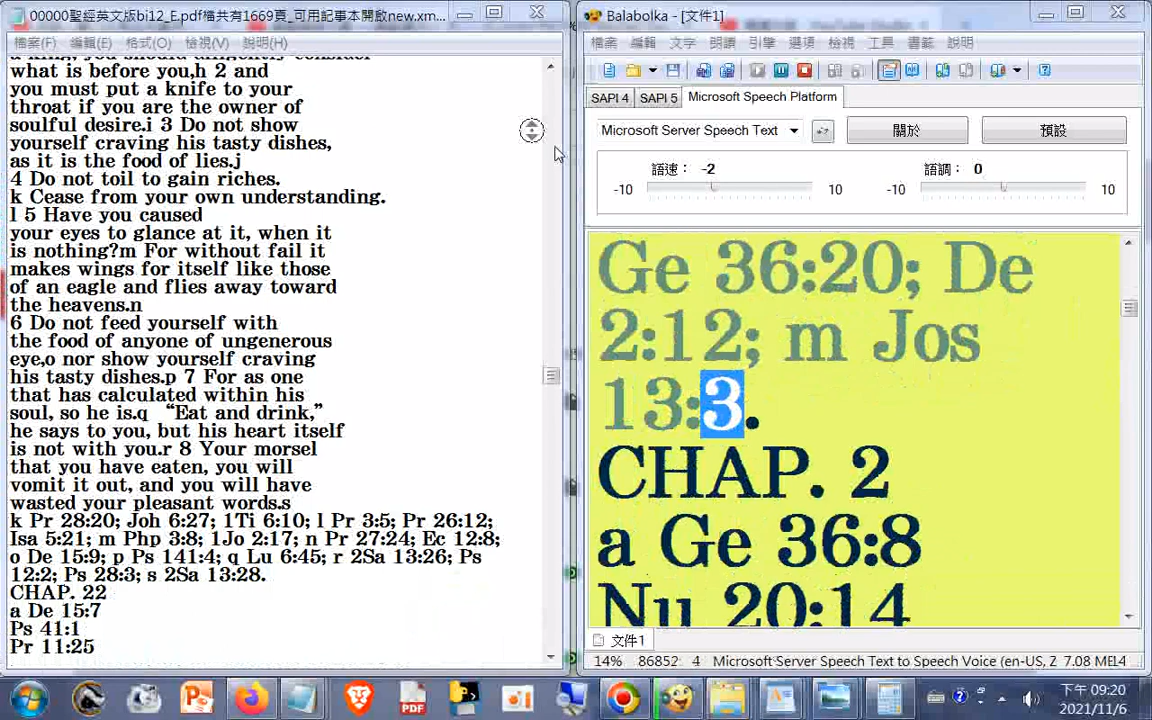 00000聖經英文版bi12_E.pdf檔共有1669頁_可用記事本開啟new.xm...
檔案(F) 編輯(E) 格式(O) 檢視(V) 說明(H)
what is before you,h 2 and
you must put a knife to your
throat if you are the owner of
soulful desire.i 3 Do not show
yourself craving his tasty dishes,
as it is the food of lies.j
4 Do not toil to gain riches.
k Cease from your own understanding.
l 5 Have you caused
your eyes to glance at it, when it
is nothing?m For without fail it
makes wings for itself like those
of an eagle and flies away toward
the heavens.n
6 Do not feed yourself with
the food of anyone of ungenerous
eye,o nor show yourself craving
his tasty dishes.p 7 For as one
that has calculated within his
soul, so he is.q “Eat and drink,”
he says to you, but his heart itself
is not with you.r 8 Your morsel
that you have eaten, you will
vomit it out, and you will have
wasted your pleasant words.s
k Pr 28:20; Joh 6:27; 1Ti 6:10; l Pr 3:5; Pr 26:12;
Isa 5:21; m Php 3:8; 1Jo 2:17; n Pr 27:24; Ec 12:8;
o De 15:9; p Ps 141:4; q Lu 6:45; r 2Sa 13:26; Ps
12:2; Ps 28:3; s 2Sa 13:28.
CHAP. 22
a De 15:7
Ps 41:1
Pr 11:25
Balabolka - [文件1]
檔案 編輯 文字 朗讀 引擎 選項 檢視 工具 書籤 說明
SAPI 4 SAPI 5 Microsoft Speech Platform
Microsoft Server Speech Text 關於 預設
語速: -2 語調: 0
-10 10 -10 10
Ge 36:20; De
2:12; m Jos
13:3.
CHAP. 2
a Ge 36:8
Nu 20:14
文件1
14% 86852 4 Microsoft Server Speech Text to Speech Voice (en-US, Z 7.08 ME14
PDF
下午 09:20
2021/11/6